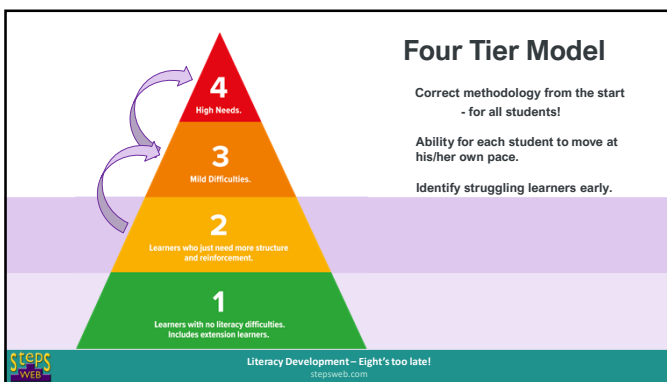 Four Tier Model
Correct methodology from the start
- for all students!
Ability for each student to move at
his/her own pace.
Identify struggling learners early.
4
High Needs.
3
Mild Difficulties.
2
Learners who just need more structure
and reinforcement.
1
Learners with no literacy difficulties.
Includes extension learners.
steps
WEB
Literacy Development – Eight's too late!
stepsweb.com